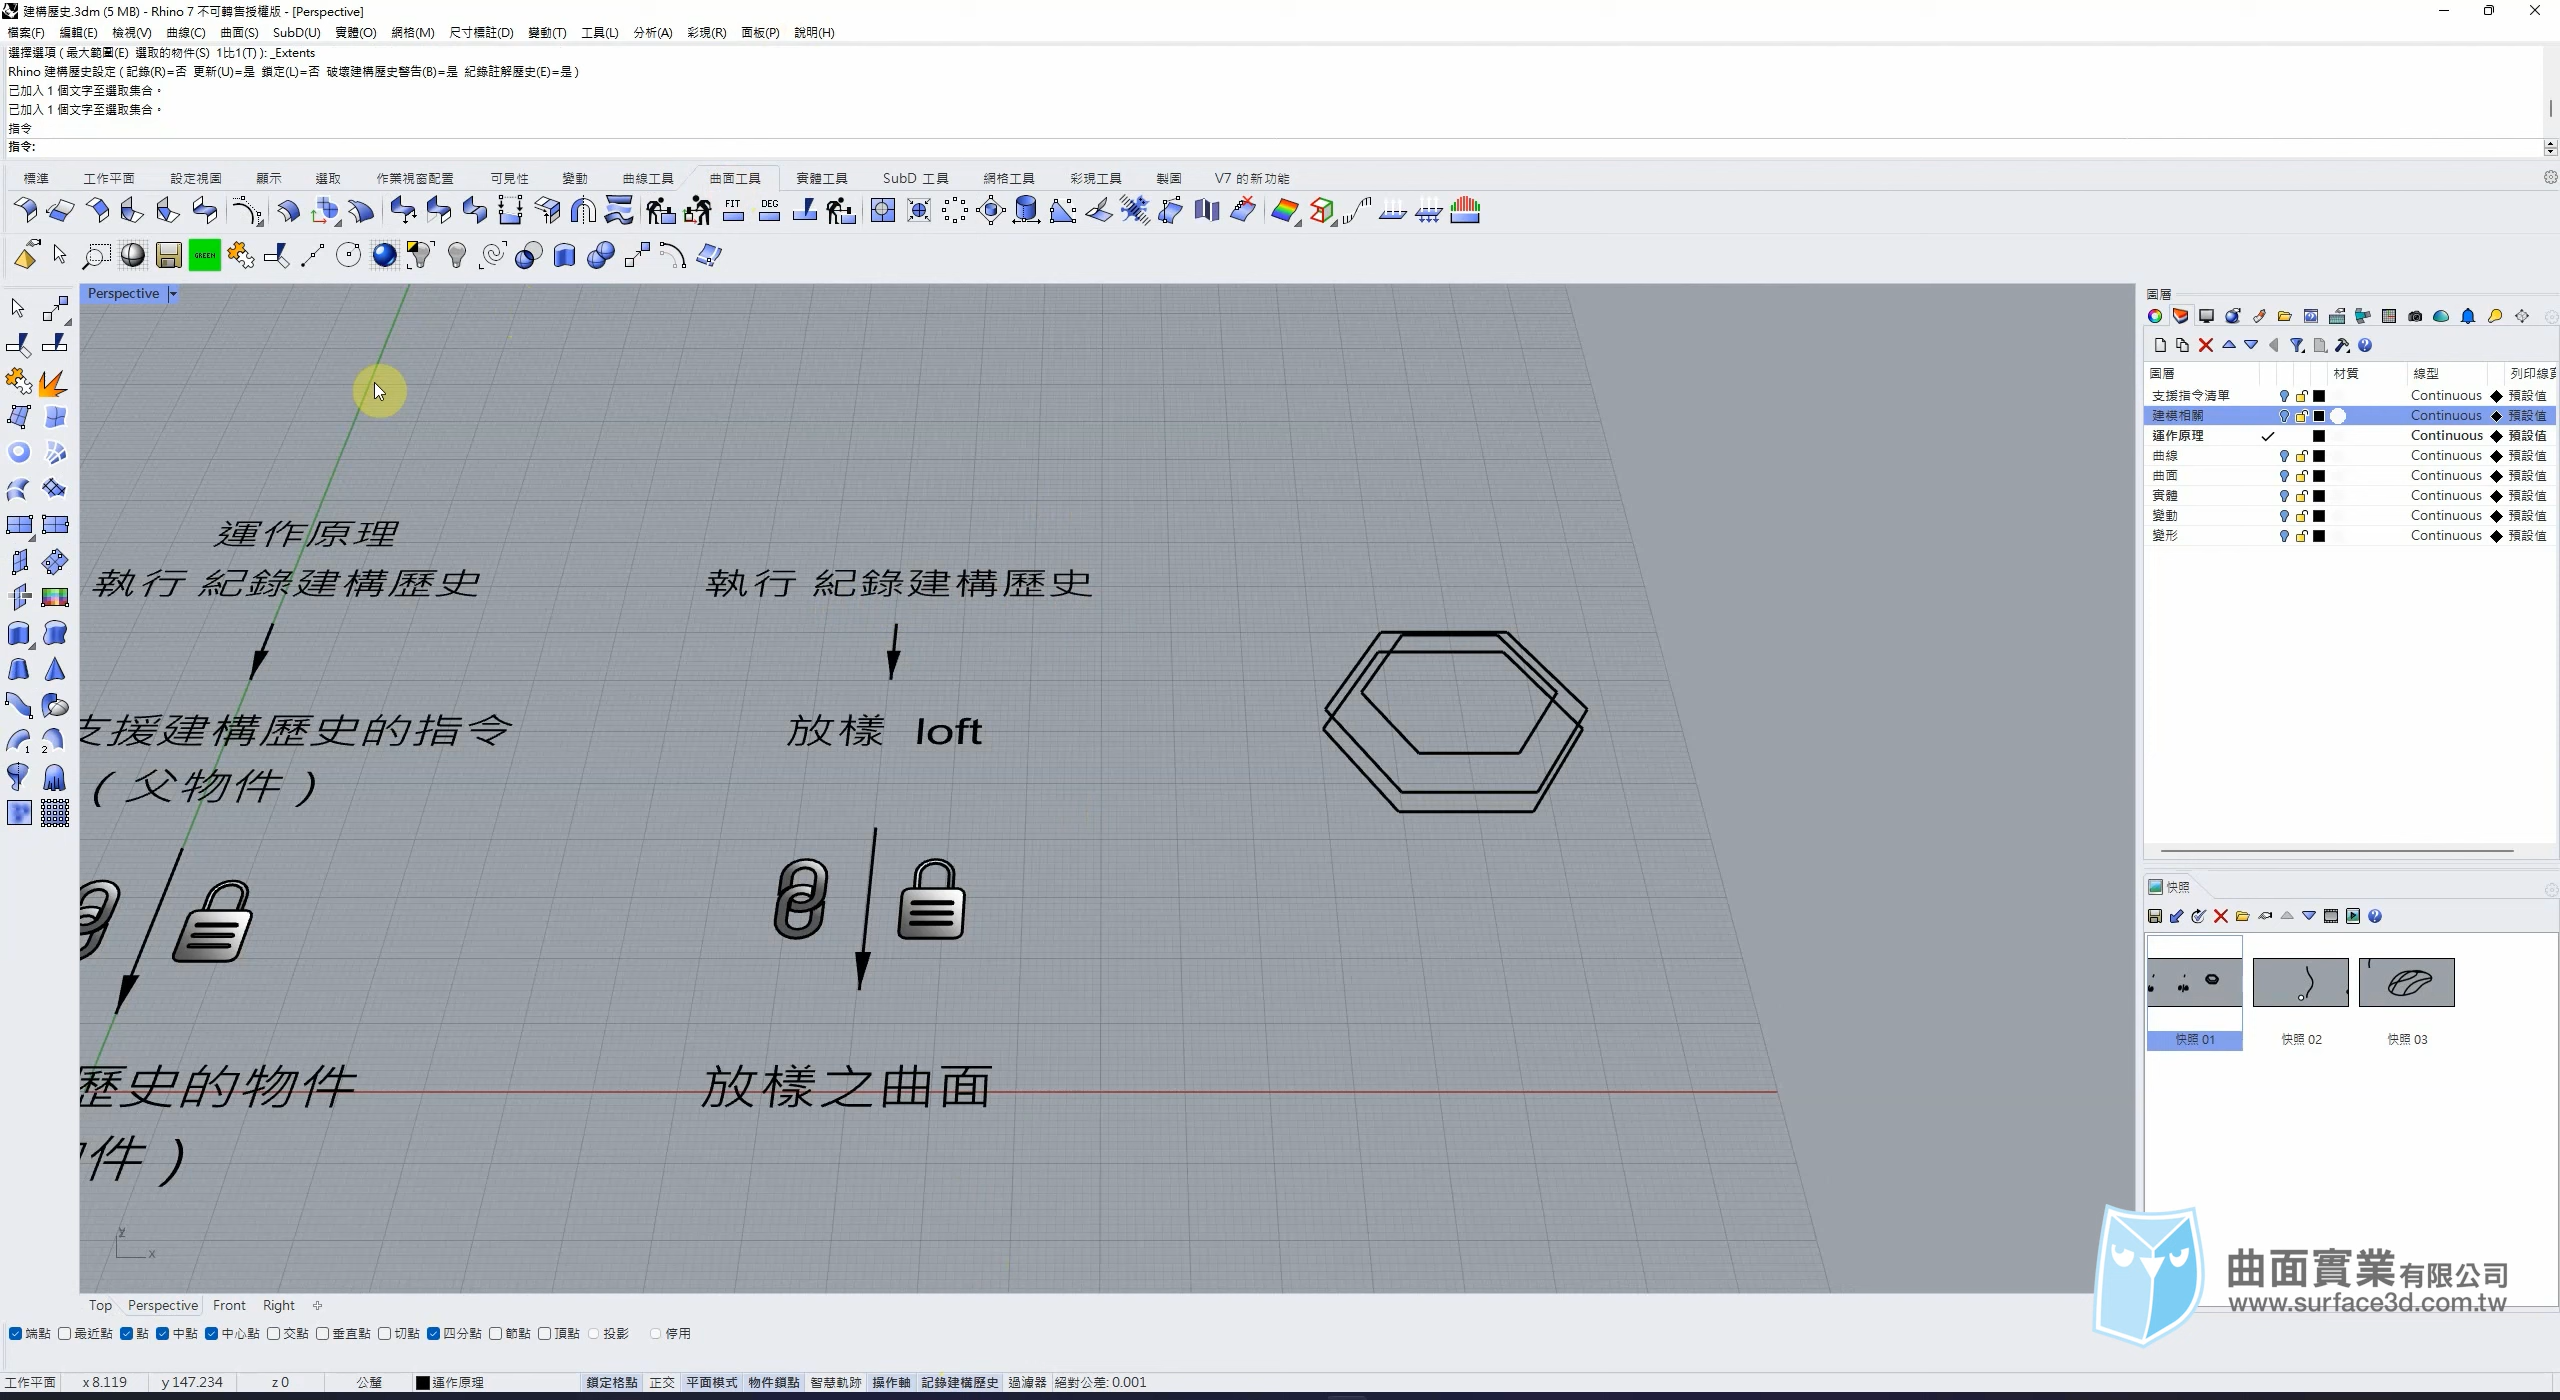 建構歷史.3dm (5 MB) - Rhino 7 不可轉售授權版 - [Perspective]
檔案(F) 編輯(E) 檢視(V) 曲線(C) 曲面(S) SubD(U) 實體(O) 網格(M) 尺寸標註(D) 變動(T) 工具(L) 分析(A) 彩現(R) 面板(P) 說明(H)
選擇選項 ( 最大範圍(E) 選取的物件(S) 1比1(T) ): _Extents
Rhino 建構歷史設定 ( 記錄(R)=否 更新(U)=是 鎖定(L)=否 破壞建構歷史警告(B)=是 紀錄註解歷史(E)=是 )
已加入 1 個文字至選取集合。
已加入 1 個文字至選取集合。
指令
指令:
標準 工作平面 設定視圖 顯示 選取 作業視窗配置 可見性 變動 曲線工具 曲面工具 實體工具 SubD 工具 網格工具 彩現工具 製圖 V7 的新功能
FIT DEG
GREEN
Perspective
運作原理
執行 紀錄建構歷史
支援建構歷史的指令
( 父物件 )
歷史的物件
件 )
執行 紀錄建構歷史
放樣 loft
放樣之曲面
y
x
圖層
圖層 材質 線型 列印線寬
支援指令清單 Continuous 預設值
建模相關 Continuous 預設值
運作原理 Continuous 預設值
曲線 Continuous 預設值
曲面 Continuous 預設值
實體 Continuous 預設值
變動 Continuous 預設值
變形 Continuous 預設值
快照
快照 01 快照 02 快照 03
曲面實業有限公司
www.surface3d.com.tw
Top Perspective Front Right
端點 最近點 點 中點 中心點 交點 垂直點 切點 四分點 節點 頂點 投影 停用
工作平面 x 8.119 y 147.234 z 0 公釐 運作原理 鎖定格點 正交 平面模式 物件鎖點 智慧軌跡 操作軸 記錄建構歷史 過濾器 絕對公差: 0.001